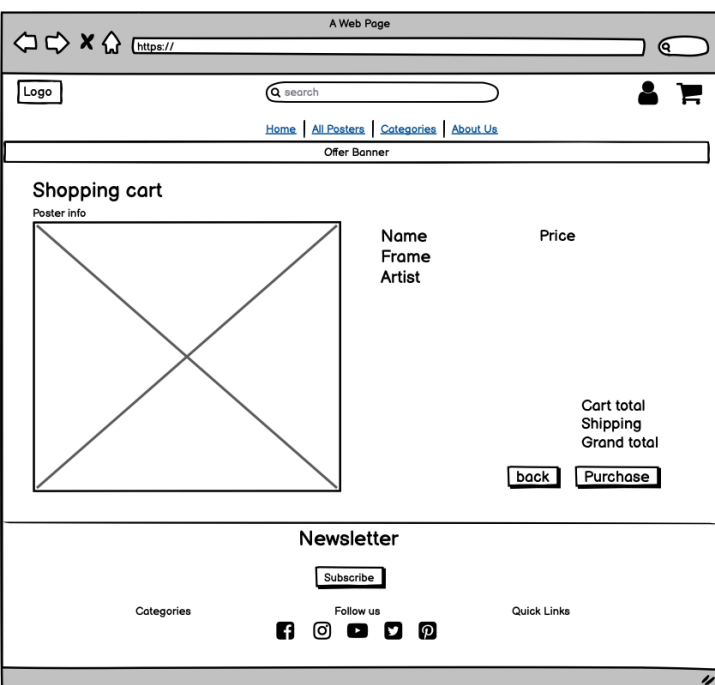 A Web Page
https://
Logo
search
Home | All Posters | Categories | About Us
Offer Banner
Shopping cart
Poster info
Name Price
Frame
Artist
Cart total
Shipping
Grand total
back Purchase
Newsletter
Subscribe
Categories Follow us Quick Links